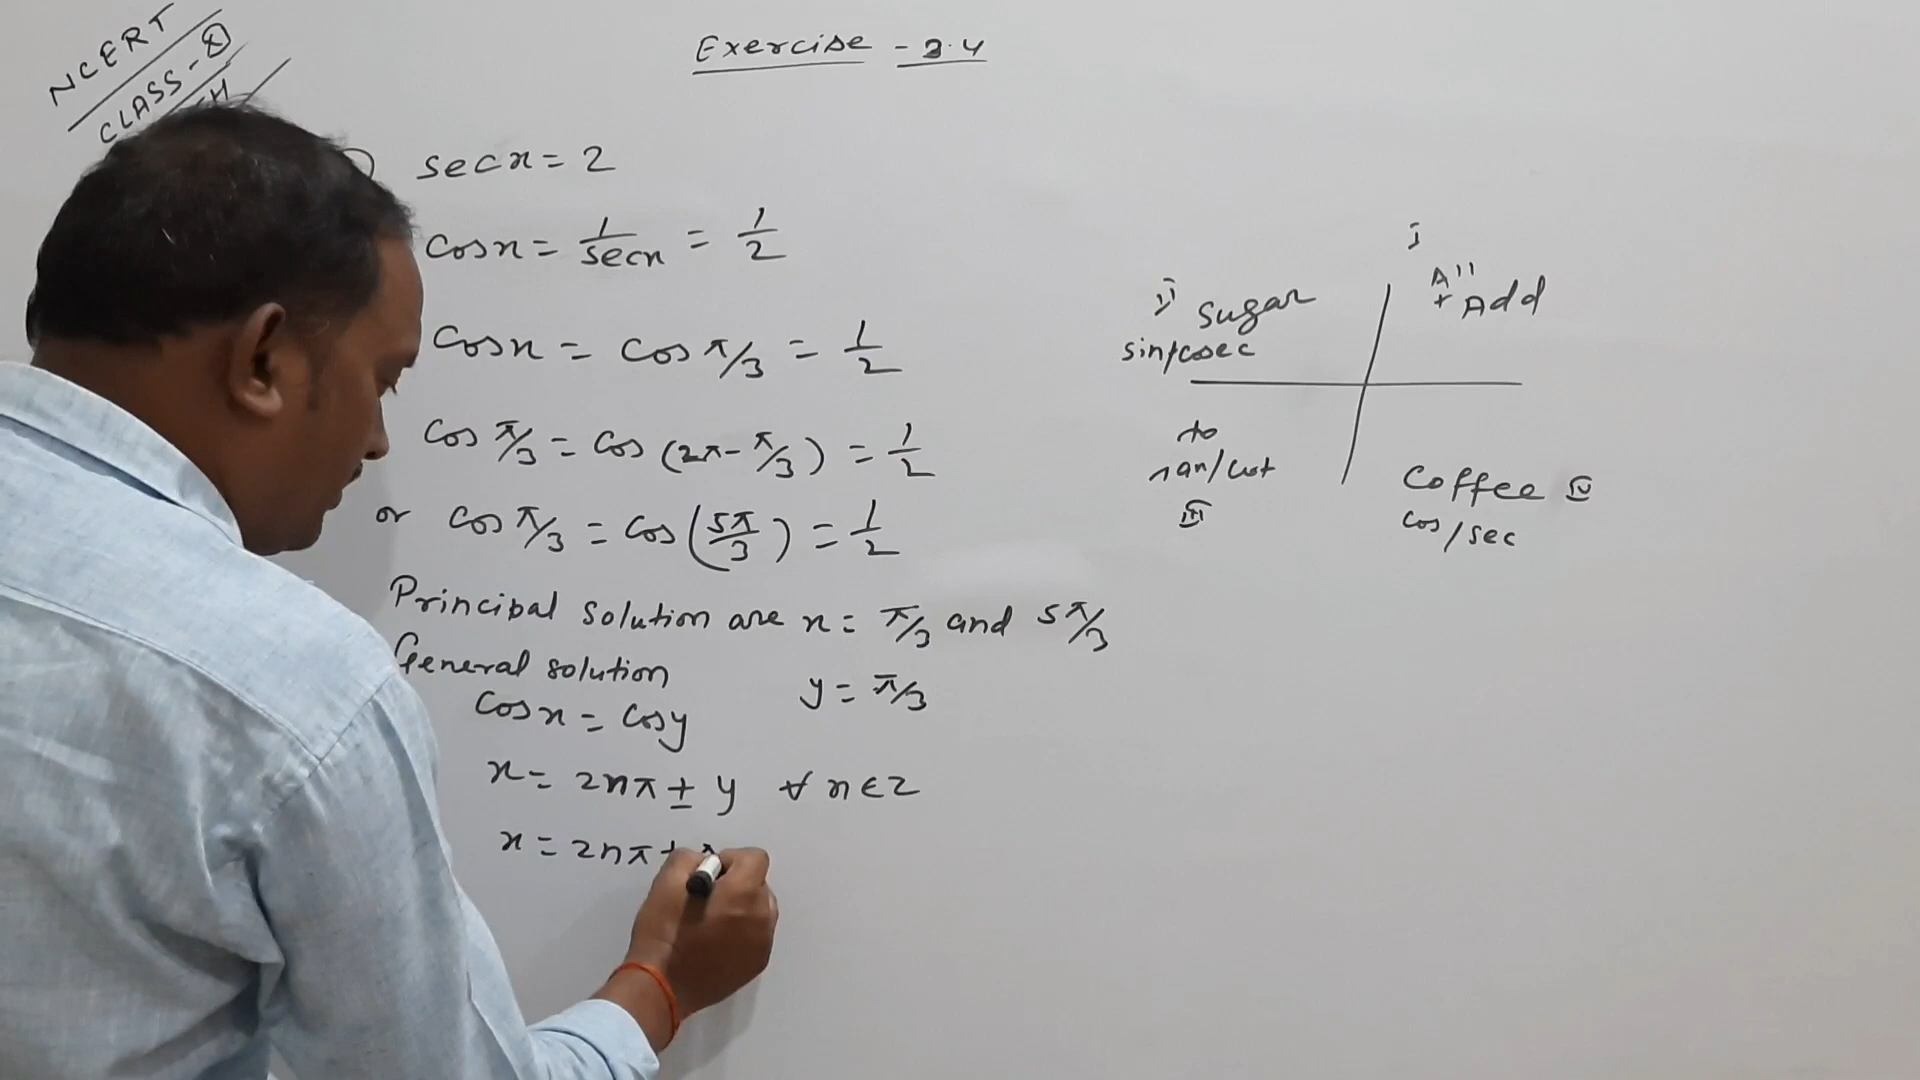 NCERT
CLASS-
Exercise - 3.4
secx = 2
cosx = 1/secx = 1/2
cosx = cos π/3 = 1/2
cos π/3 = cos (2π - π/3) = 1/2
or cos π/3 = cos (5π/3) = 1/2
Principal solution are x = π/3 and 5π/3
General solution
y = π/3
cosx = cosy
x = 2nπ ± y ∀ n ∈ Z
x = 2nπ
I
All
+ Add
II Sugar
sin/cosec
to
tan/cot
III
Coffee IV
cos/sec